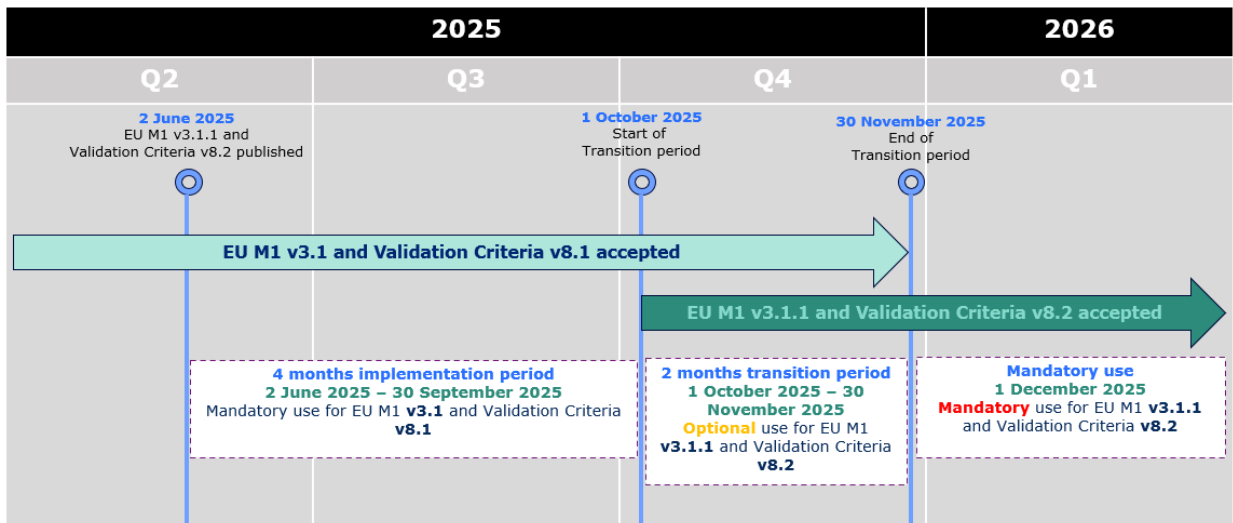 2025
2026
Q2
Q3
Q4
Q1
2 June 2025
EU M1 v3.1.1 and
Validation Criteria v8.2 published
1 October 2025
Start of
Transition period
30 November 2025
End of
Transition period
EU M1 v3.1 and Validation Criteria v8.1 accepted
EU M1 v3.1.1 and Validation Criteria v8.2 accepted
4 months implementation period
2 June 2025 – 30 September 2025
Mandatory use for EU M1 v3.1 and Validation Criteria
v8.1
2 months transition period
1 October 2025 – 30
November 2025
Optional use for EU M1
v3.1.1 and Validation Criteria
v8.2
Mandatory use
1 December 2025
Mandatory use for EU M1 v3.1.1
and Validation Criteria v8.2